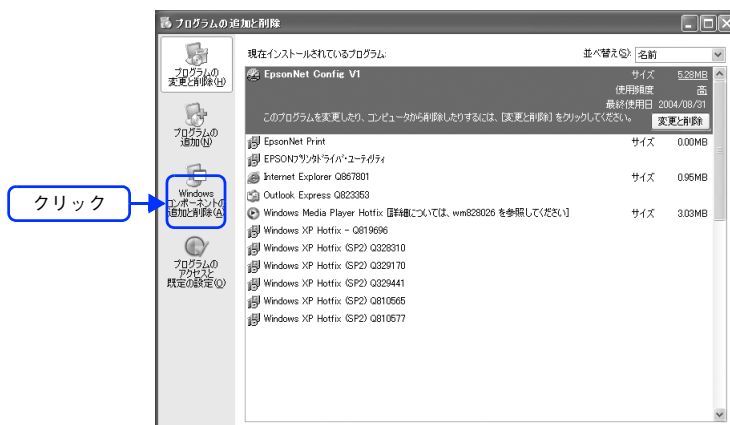 プログラムの追加と削除
プログラムの
変更と削除(H)
プログラムの
追加(N)
Windows
コンポーネントの
追加と削除(A)
プログラムの
アクセスと
既定の設定(O)
クリック
現在インストールされているプログラム:
並べ替え(S): 名前
EpsonNet Config V1
サイズ 5.28MB
使用頻度 高
最終使用日 2004/08/31
このプログラムを変更したり、コンピュータから削除したりするには、[変更と削除] をクリックしてください。
変更と削除
EpsonNet Print サイズ 0.00MB
EPSONプリンタドライバ・ユーティリティ
Internet Explorer Q867801 サイズ 0.95MB
Outlook Express Q823353
Windows Media Player Hotfix [詳細については、wm828026 を参照してください] サイズ 3.03MB
Windows XP Hotfix - Q819696
Windows XP Hotfix (SP2) Q328310
Windows XP Hotfix (SP2) Q329170
Windows XP Hotfix (SP2) Q329441
Windows XP Hotfix (SP2) Q810565
Windows XP Hotfix (SP2) Q810577